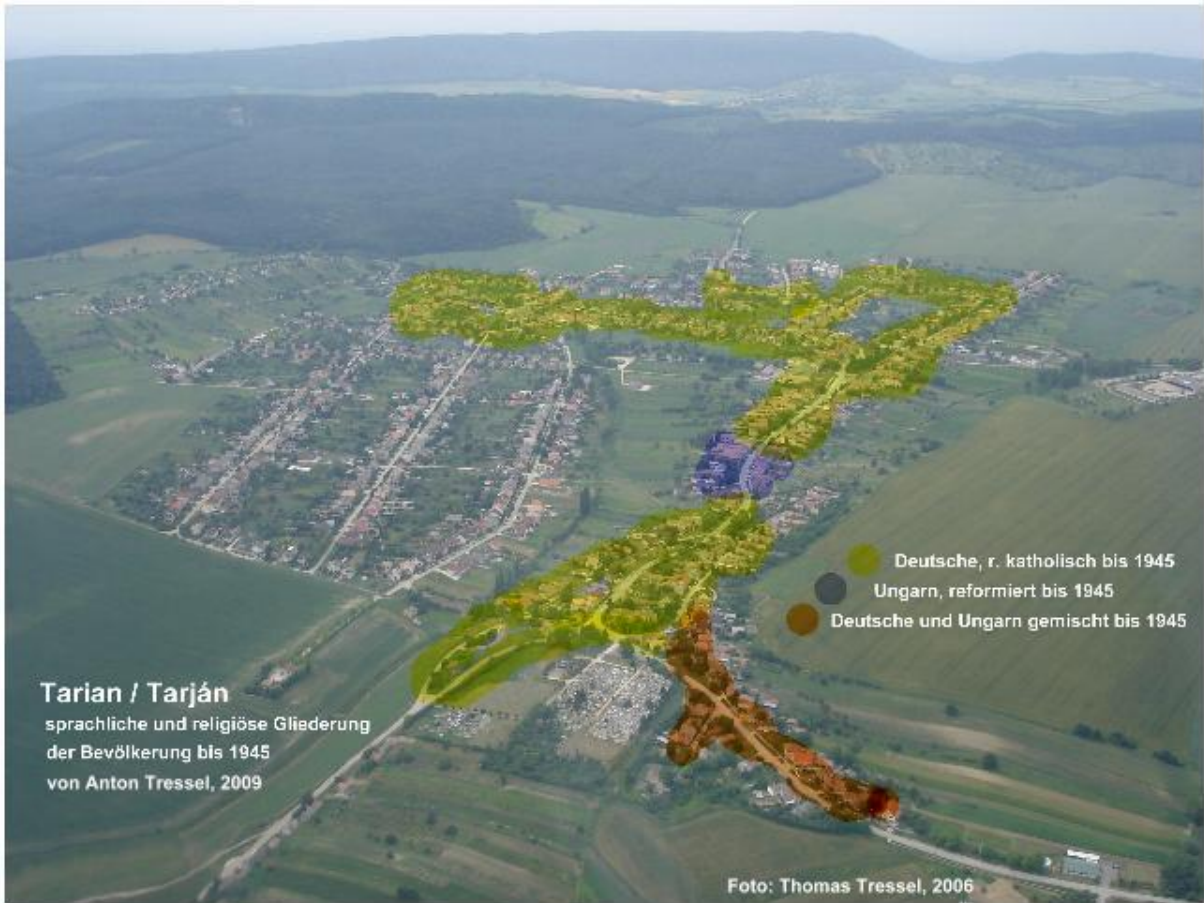 Deutsche, r. katholisch bis 1945
Ungarn, reformiert bis 1945
Deutsche und Ungarn gemischt bis 1945
Tarian / Tarján
sprachliche und religiöse Gliederung
der Bevölkerung bis 1945
von Anton Tressel, 2009
Foto: Thomas Tressel, 2006